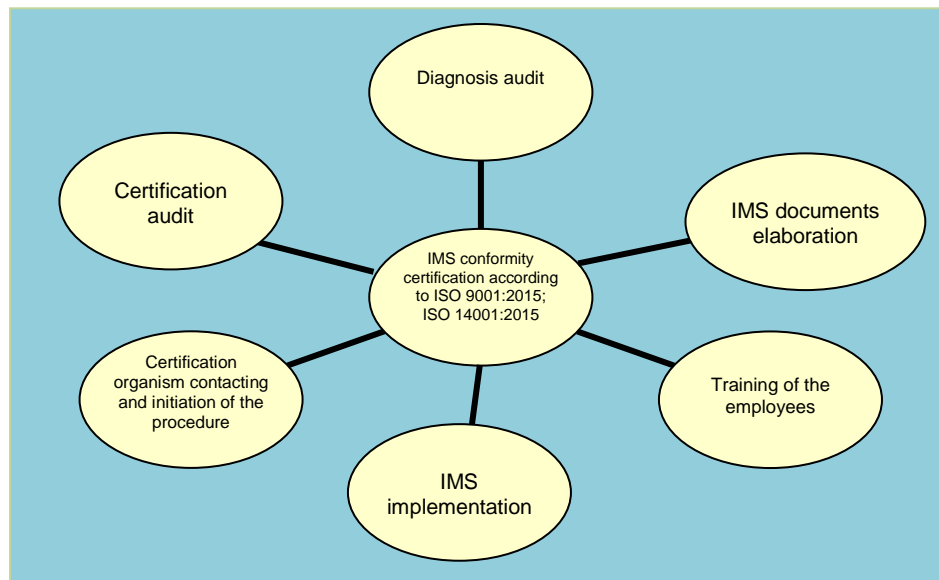 Diagnosis audit
Certification
audit
IMS documents
elaboration
IMS conformity
certification according
to ISO 9001:2015;
ISO 14001:2015
Certification
organism contacting
and initiation of the
procedure
Training of the
employees
IMS
implementation